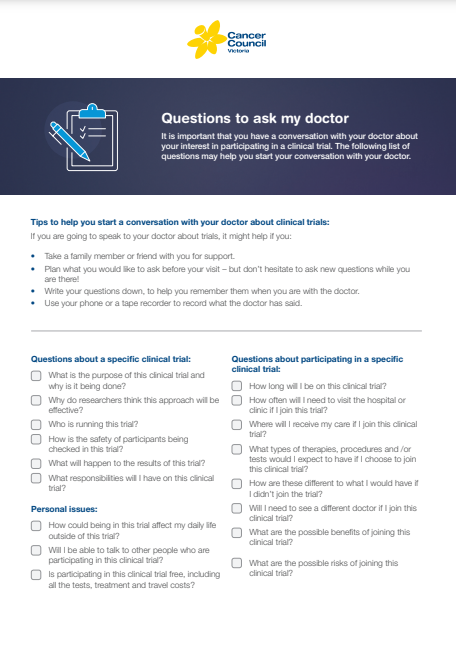 Cancer
Council
Victoria
Questions to ask my doctor
It is important that you have a conversation with your doctor about
your interest in participating in a clinical trial. The following list of
questions may help you start your conversation with your doctor.
Tips to help you start a conversation with your doctor about clinical trials:
If you are going to speak to your doctor about trials, it might help if you:
• Take a family member or friend with you for support.
• Plan what you would like to ask before your visit – but don't hesitate to ask new questions while you
are there!
• Write your questions down, to help you remember them when you are with the doctor.
• Use your phone or a tape recorder to record what the doctor has said.
Questions about a specific clinical trial:
What is the purpose of this clinical trial and
why is it being done?
Why do researchers think this approach will be
effective?
Who is running this trial?
How is the safety of participants being
checked in this trial?
What will happen to the results of this trial?
What responsibilities will I have on this clinical
trial?
Personal issues:
How could being in this trial affect my daily life
outside of this trial?
Will I be able to talk to other people who are
participating in this clinical trial?
Is participating in this clinical trial free, including
all the tests, treatment and travel costs?
Questions about participating in a specific
clinical trial:
How long will I be on this clinical trial?
How often will I need to visit the hospital or
clinic if I join this trial?
Where will I receive my care if I join this clinical
trial?
What types of therapies, procedures and /or
tests would I expect to have if I choose to join
this clinical trial?
How are these different to what I would have if
I didn't join the trial?
Will I need to see a different doctor if I join this
clinical trial?
What are the possible benefits of joining this
clinical trial?
What are the possible risks of joining this
clinical trial?